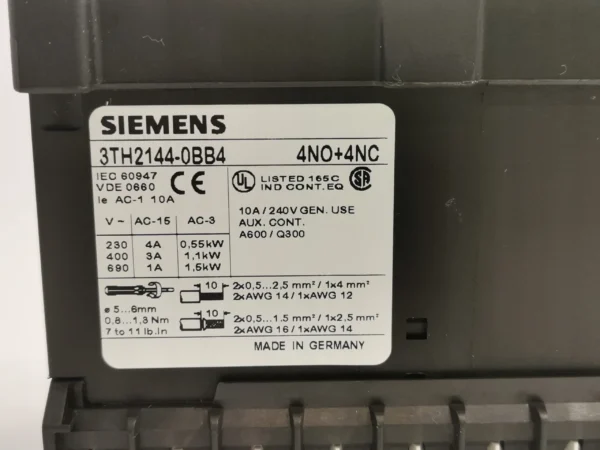 SIEMENS
3TH2144-0BB4 4NO+4NC
IEC 60947
VDE 0660
CE
Ie AC-1 10A
UL LISTED 165C
IND CONT.EQ
SA
10A/240V GEN. USE
AUX. CONT.
A600/Q300
V~ AC-15 AC-3
230 4A 0,55kW
400 3A 1,1kW
690 1A 1,5kW
10 2x0,5...2,5 mm²/1x4 mm²
2xAWG 14/1xAWG 12
ø 5...6mm
0,8...1,3 Nm
7 to 11 lb.in
10 2x0,5...1.5 mm²/1x2,5 mm²
2xAWG 16/1xAWG 14
MADE IN GERMANY